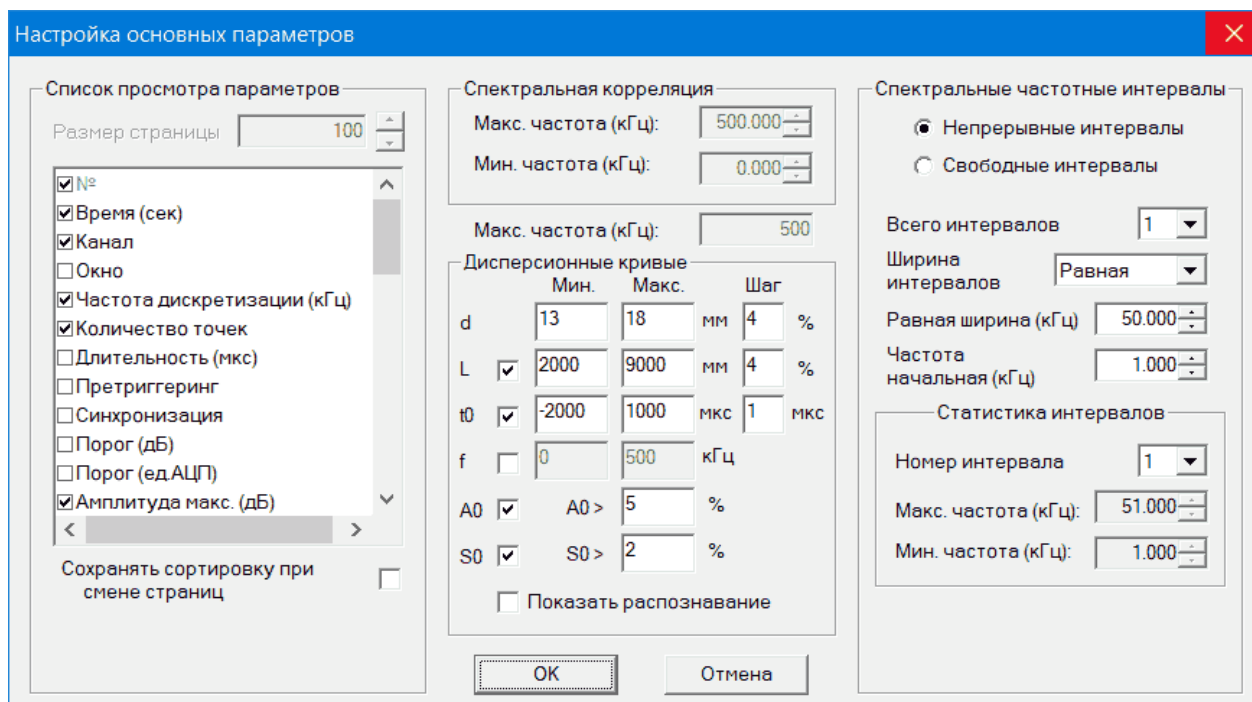 Настройка основных параметров
Список просмотра параметров
Размер страницы 100
№
Время (сек)
Канал
Окно
Частота дискретизации (кГц)
Количество точек
Длительность (мкс)
Претриггеринг
Синхронизация
Порог (дБ)
Порог (ед.АЦП)
Амплитуда макс. (дБ)
Сохранять сортировку при
смене страниц
Спектральная корреляция
Макс. частота (кГц): 500.000
Мин. частота (кГц): 0.000
Макс. частота (кГц): 500
Дисперсионные кривые
Мин. Макс. Шаг
d 13 18 мм 4 %
L 2000 9000 мм 4 %
t0 -2000 1000 мкс 1 мкс
f 0 500 кГц
A0 A0 > 5 %
S0 S0 > 2 %
Показать распознавание
OK Отмена
Спектральные частотные интервалы
Непрерывные интервалы
Свободные интервалы
Всего интервалов 1
Ширина
интервалов Равная
Равная ширина (кГц) 50.000
Частота
начальная (кГц) 1.000
Статистика интервалов
Номер интервала 1
Макс. частота (кГц): 51.000
Мин. частота (кГц): 1.000